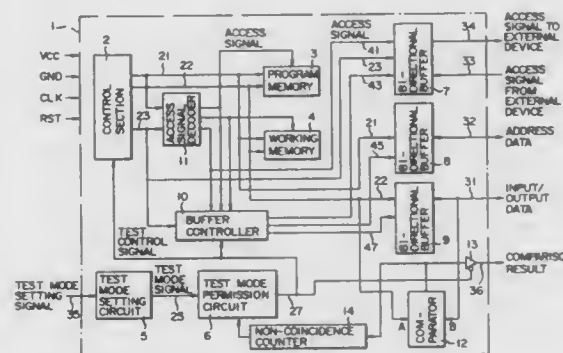 1
2
VCC
GND
CLK
RST
CONTROL
SECTION
21
22
23
ACCESS
SIGNAL
DECODER
11
ACCESS
SIGNAL
3
PROGRAM
MEMORY
4
WORKING
MEMORY
ACCESS
SIGNAL
41
23
43
BI-
DIRECTIONAL
BUFFER
7
34
ACCESS
SIGNAL TO
EXTERNAL
DEVICE
33
ACCESS
SIGNAL
FROM
EXTERNAL
DEVICE
21
45
BI-
DIRECTIONAL
BUFFER
8
32
ADDRESS
DATA
22
47
BI-
DIRECTIONAL
BUFFER
9
31
INPUT/
OUTPUT
DATA
10
BUFFER
CONTROLLER
TEST
CONTROL
SIGNAL
13
36
COMPARISO
RESULT
TEST MODE
SETTING
SIGNAL
35
TEST
MODE
SETTING
CIRCUIT
5
TEST
MODE
SIGNAL
25
TEST MODE
PERMISSION
CIRCUIT
6
27
14
NON-COINCIDENCE
COUNTER
A
B
COM-
PARATOR
12